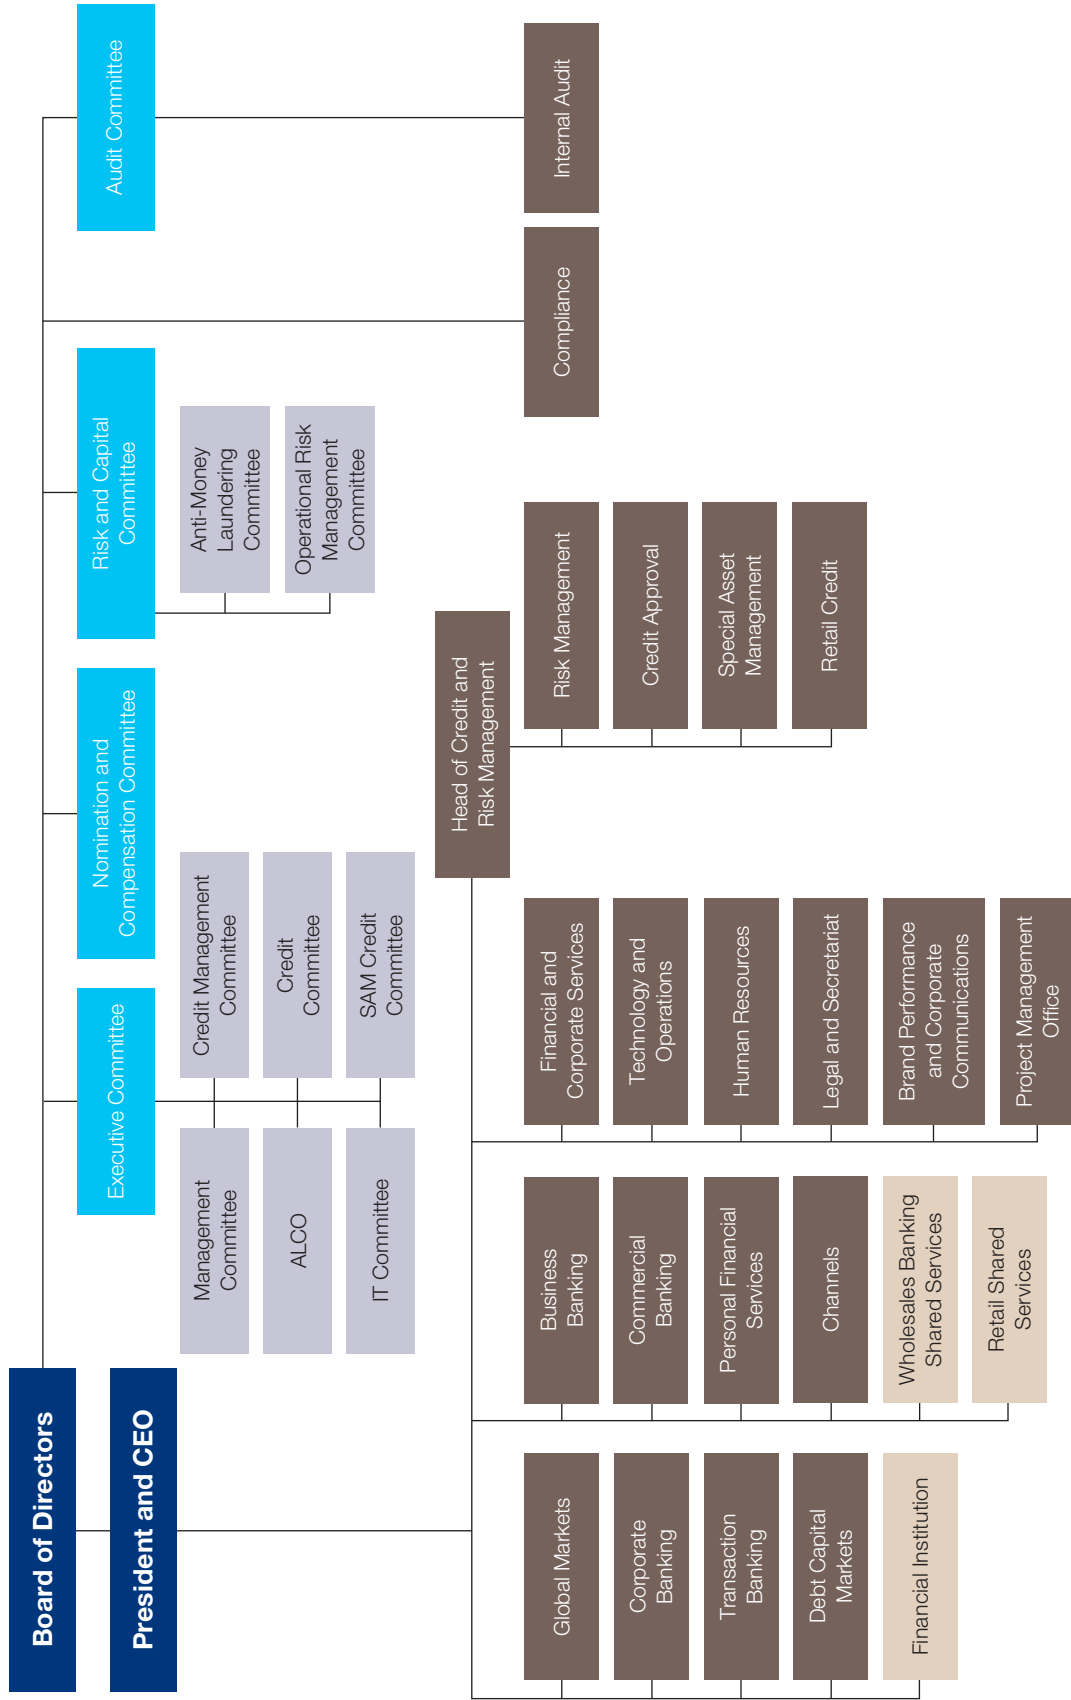 Board of Directors
President and CEO
Executive Committee
Nomination and
Compensation Committee
Risk and Capital
Committee
Audit Committee
Management
Committee
ALCO
IT Committee
Credit Management
Committee
Credit
Committee
SAM Credit
Committee
Anti-Money
Laundering
Committee
Operational Risk
Management
Committee
Head of Credit and
Risk Management
Global Markets
Corporate
Banking
Transaction
Banking
Debt Capital
Markets
Financial Institution
Business
Banking
Commercial
Banking
Personal Financial
Services
Channels
Wholesales Banking
Shared Services
Retail Shared
Services
Financial and
Corporate Services
Technology and
Operations
Human Resources
Legal and Secretariat
Brand Performance
and Corporate
Communications
Project Management
Office
Risk Management
Credit Approval
Special Asset
Management
Retail Credit
Compliance
Internal Audit